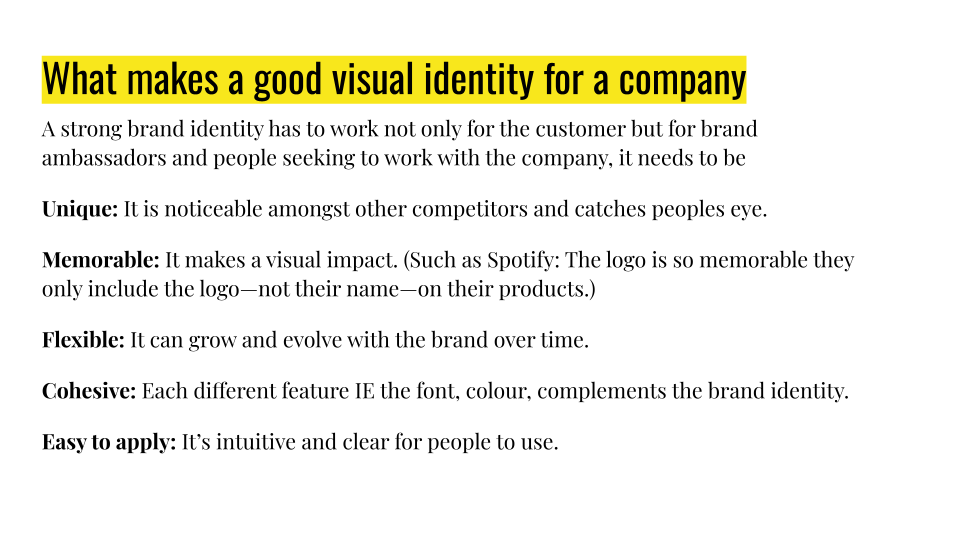 What makes a good visual identity for a company
A strong brand identity has to work not only for the customer but for brand
ambassadors and people seeking to work with the company, it needs to be
Unique: It is noticeable amongst other competitors and catches peoples eye.
Memorable: It makes a visual impact. (Such as Spotify: The logo is so memorable they
only include the logo—not their name—on their products.)
Flexible: It can grow and evolve with the brand over time.
Cohesive: Each different feature IE the font, colour, complements the brand identity.
Easy to apply: It’s intuitive and clear for people to use.